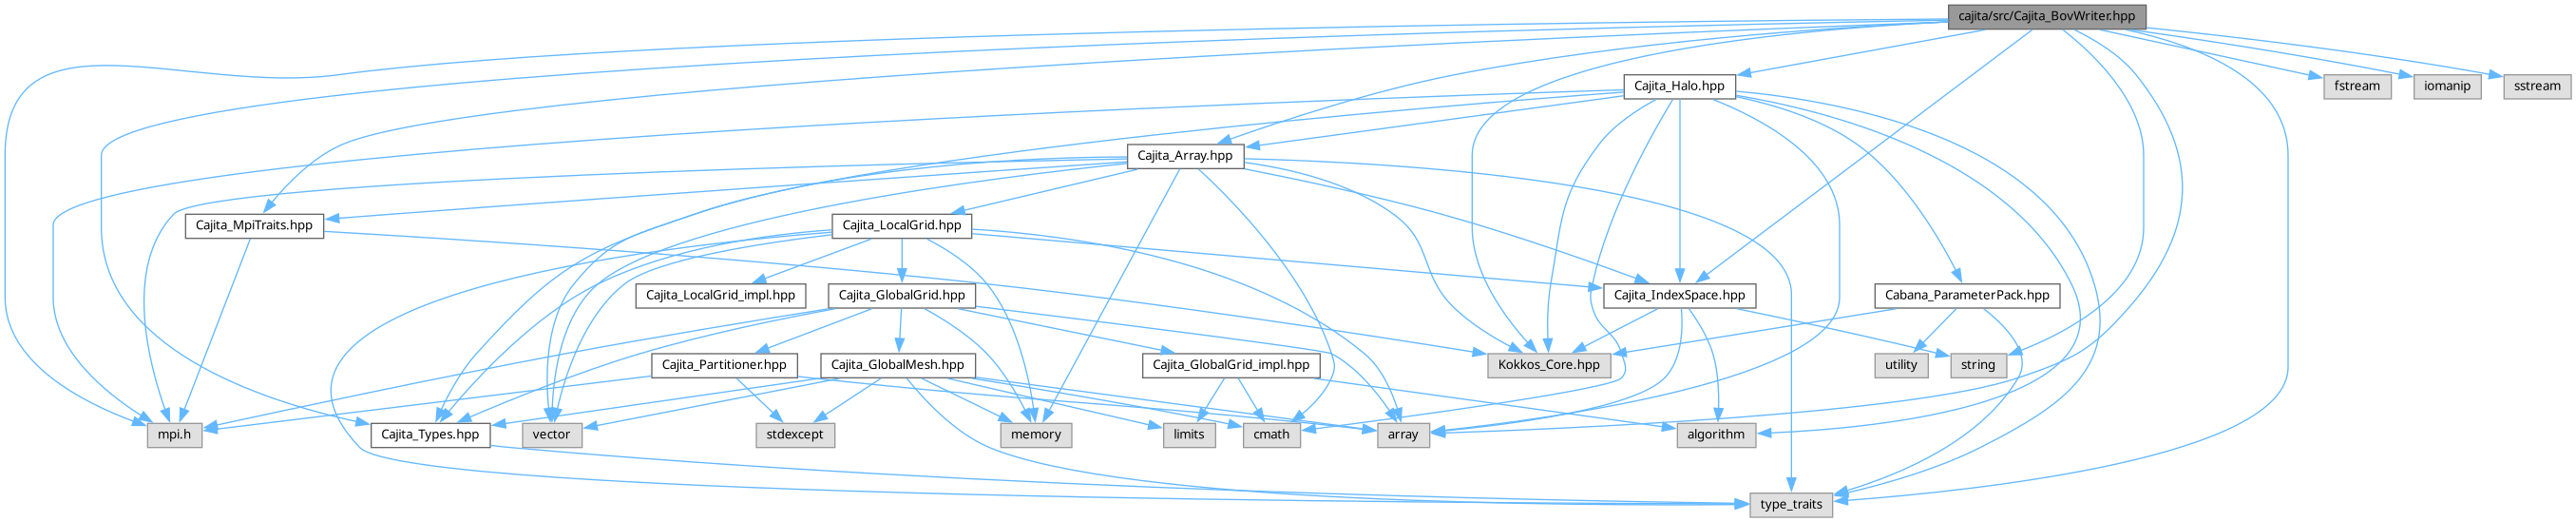 cajita/src/Cajita_BovWriter.hpp
Cajita_Halo.hpp
fstream
iomanip
sstream
Cajita_Array.hpp
Cajita_MpiTraits.hpp
Cajita_LocalGrid.hpp
Cajita_LocalGrid_impl.hpp
Cajita_GlobalGrid.hpp
Cajita_IndexSpace.hpp
Cabana_ParameterPack.hpp
Cajita_Partitioner.hpp
Cajita_GlobalMesh.hpp
Cajita_GlobalGrid_impl.hpp
Kokkos_Core.hpp
utility
string
mpi.h
Cajita_Types.hpp
vector
stdexcept
memory
limits
cmath
array
algorithm
type_traits